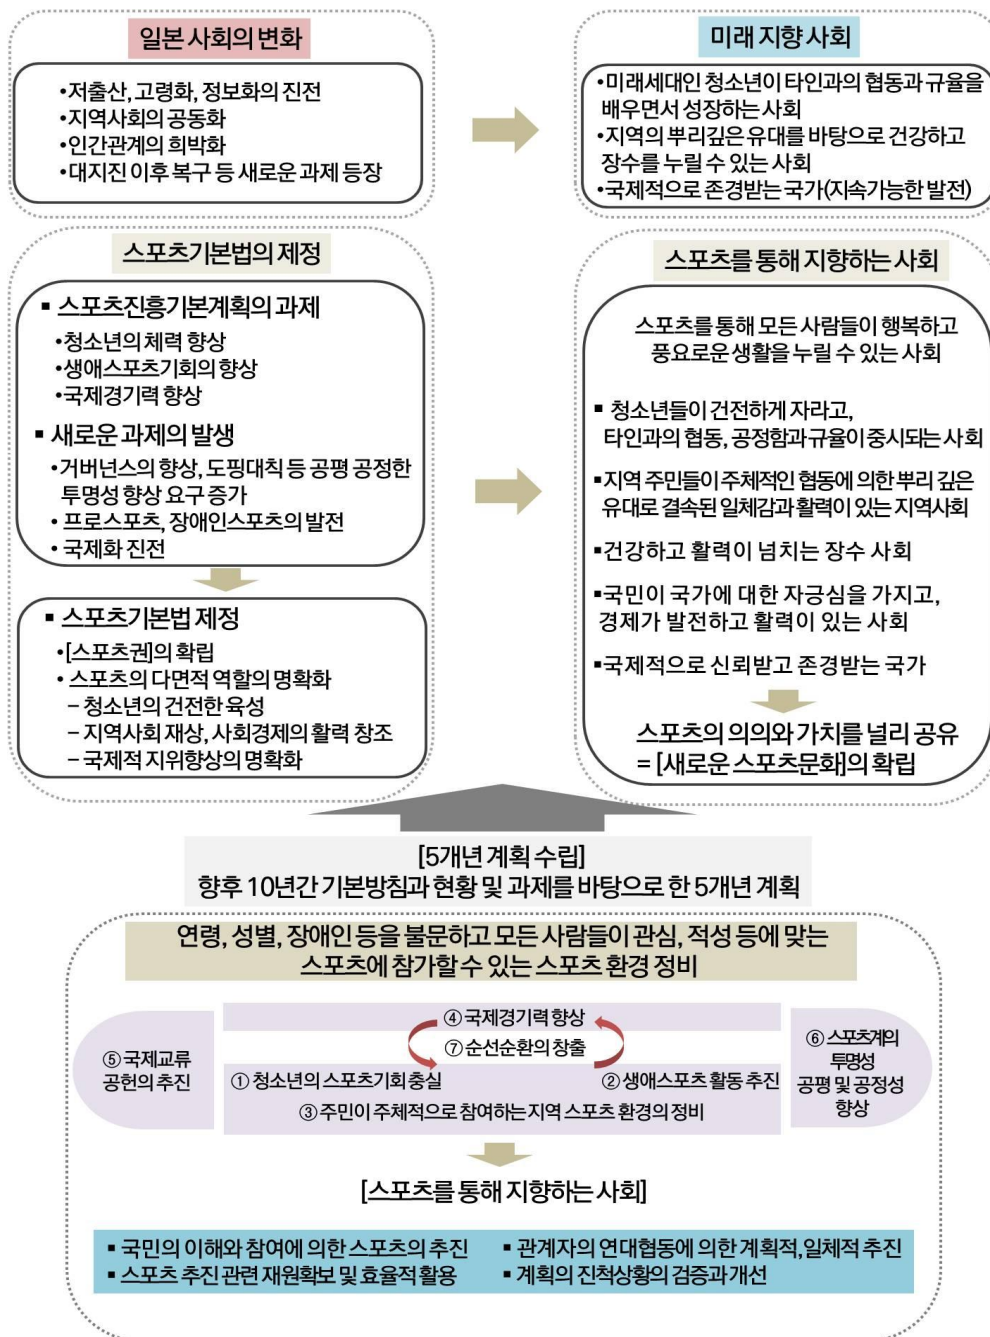 일본 사회의 변화
•저출산, 고령화, 정보화의 진전
•지역사회의 공동화
•인간관계의 희박화
•대지진 이후 복구 등 새로운 과제 등장
미래 지향 사회
•미래세대인 청소년이 타인과의 협동과 규율을
배우면서 성장하는 사회
•지역의 뿌리깊은 유대를 바탕으로 건강하고
장수를 누릴 수 있는 사회
•국제적으로 존경받는 국가(지속가능한 발전)
스포츠기본법의 제정
▪ 스포츠진흥기본계획의 과제
•청소년의 체력 향상
•생애스포츠기회의 향상
•국제경기력 향상
▪ 새로운 과제의 발생
•거버넌스의 향상, 도핑대칙 등 공평 공정한
투명성 향상 요구 증가
• 프로스포츠, 장애인스포츠의 발전
• 국제화 진전
▪ 스포츠기본법 제정
•[스포츠권]의 확립
• 스포츠의 다면적 역할의 명확화
– 청소년의 건전한 육성
– 지역사회 재상, 사회경제의 활력 창조
– 국제적 지위향상의 명확화
스포츠를 통해 지향하는 사회
스포츠를 통해 모든 사람들이 행복하고
풍요로운 생활을 누릴 수 있는 사회
▪ 청소년들이 건전하게 자라고,
타인과의 협동, 공정함과 규율이 중시되는 사회
▪지역 주민들이 주체적인 협동에 의한 뿌리 깊은
유대로 결속된 일체감과 활력이 있는 지역사회
▪건강하고 활력이 넘치는 장수 사회
▪국민이 국가에 대한 자긍심을 가지고,
경제가 발전하고 활력이 있는 사회
▪국제적으로 신뢰받고 존경받는 국가
스포츠의 의의와 가치를 널리 공유
= [새로운 스포츠문화]의 확립
[5개년 계획 수립]
향후 10년간 기본방침과 현황 및 과제를 바탕으로 한 5개년 계획
연령, 성별, 장애인 등을 불문하고 모든 사람들이 관심, 적성 등에 맞는
스포츠에 참가할 수 있는 스포츠 환경 정비
④ 국제경기력 향상
⑦ 순선순환의 창출
① 청소년의 스포츠기회 충실
② 생애스포츠 활동 추진
③ 주민이 주체적으로 참여하는 지역 스포츠 환경의 정비
⑤ 국제교류
공헌의 추진
⑥ 스포츠계의
투명성
공평 및 공정성
향상
[스포츠를 통해 지향하는 사회]
▪ 국민의 이해와 참여에 의한 스포츠의 추진
▪ 스포츠 추진 관련 재원확보 및 효율적 활용
▪ 관계자의 연대협동에 의한 계획적,일체적 추진
▪ 계획의 진척상황의 검증과 개선